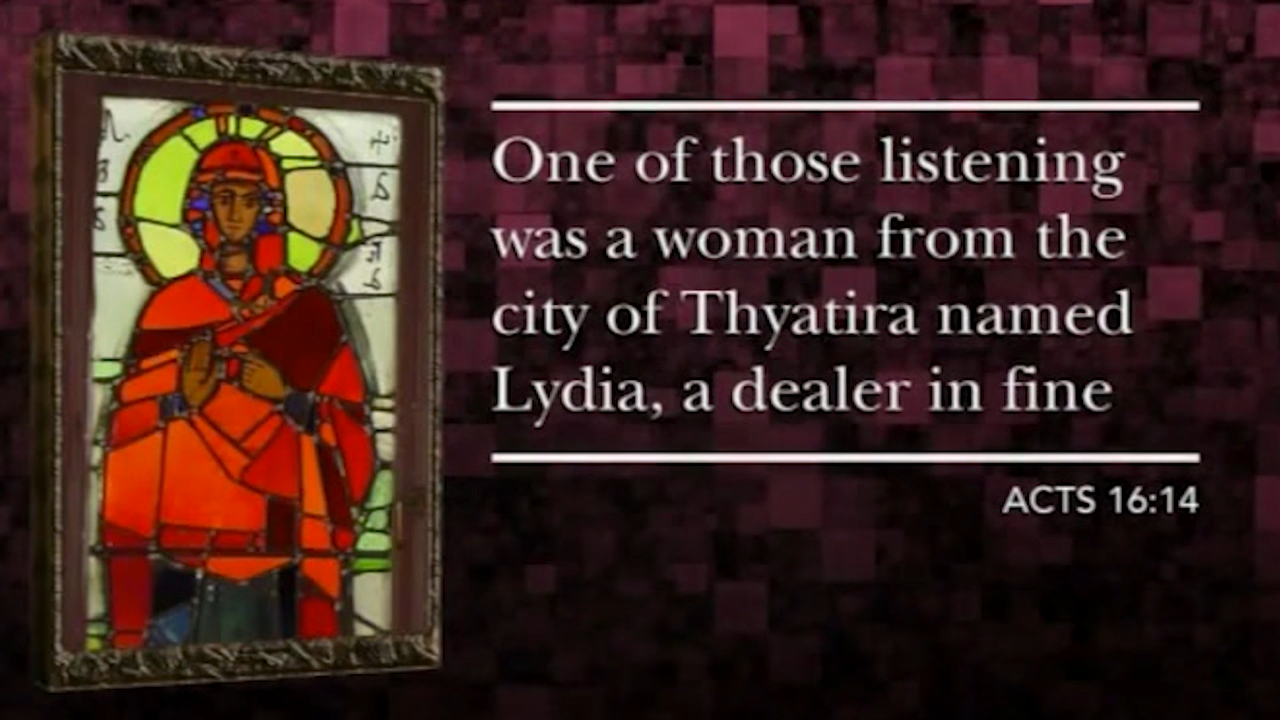 One of those listening
was a woman from the
city of Thyatira named
Lydia, a dealer in fine
ACTS 16:14